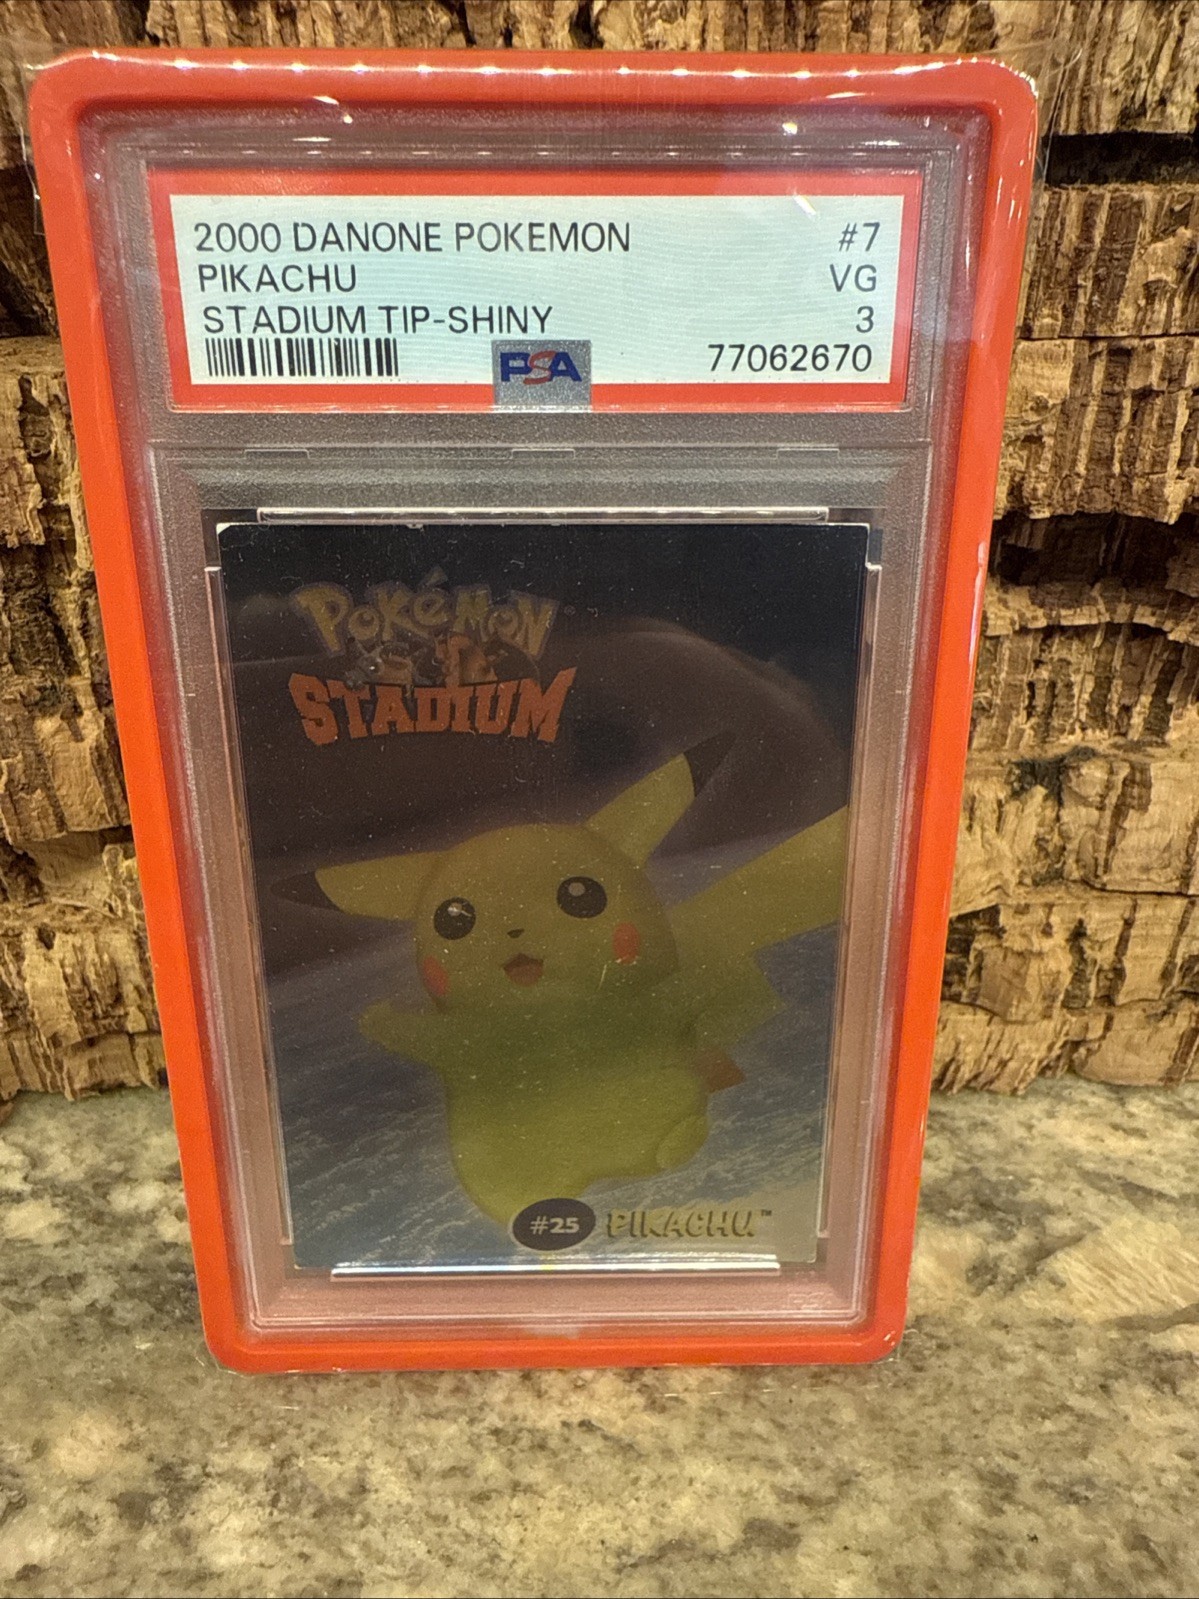 2000 DANONE POKEMON #7
PIKACHU VG
STADIUM TIP-SHINY 3
PSA 77062670
POKéMON
STADIUM
#25 PIKACHU™